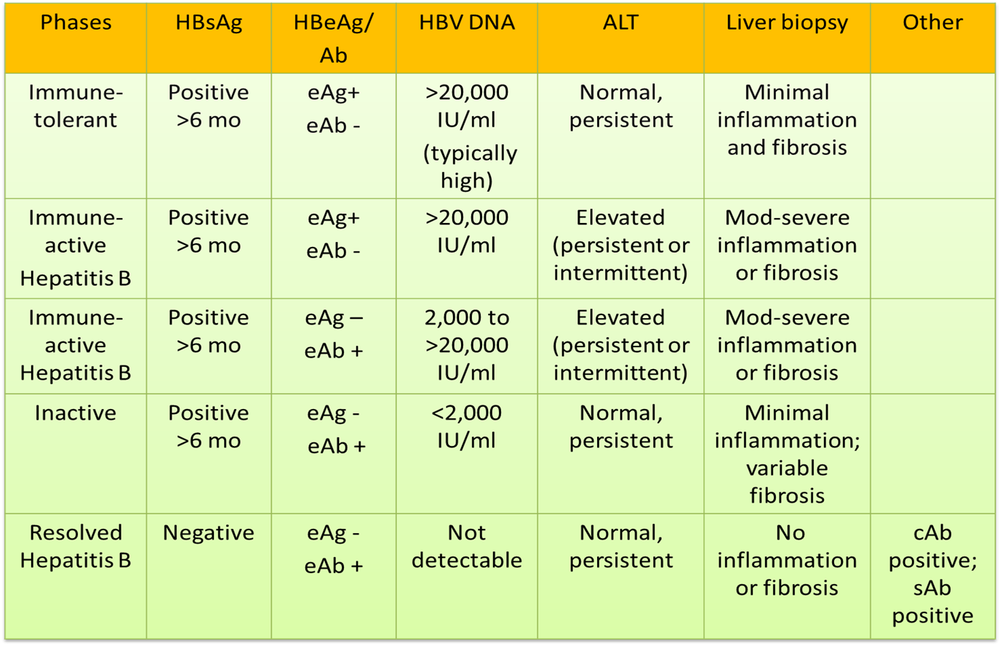 Phases
HBsAg
HBeAg/
Ab
HBV DNA
ALT
Liver biopsy
Other
Immune-
tolerant
Positive
>6 mo
eAg+
eAb -
>20,000
IU/ml
(typically
high)
Normal,
persistent
Minimal
inflammation
and fibrosis
Immune-
active
Hepatitis B
Positive
>6 mo
eAg+
eAb -
>20,000
IU/ml
Elevated
(persistent or
intermittent)
Mod-severe
inflammation
or fibrosis
Immune-
active
Hepatitis B
Positive
>6 mo
eAg –
eAb +
2,000 to
>20,000
IU/ml
Elevated
(persistent or
intermittent)
Mod-severe
inflammation
or fibrosis
Inactive
Positive
>6 mo
eAg -
eAb +
<2,000
IU/ml
Normal,
persistent
Minimal
inflammation;
variable
fibrosis
Resolved
Hepatitis B
Negative
eAg -
eAb +
Not
detectable
Normal,
persistent
No
inflammation
or fibrosis
cAb
positive;
sAb
positive